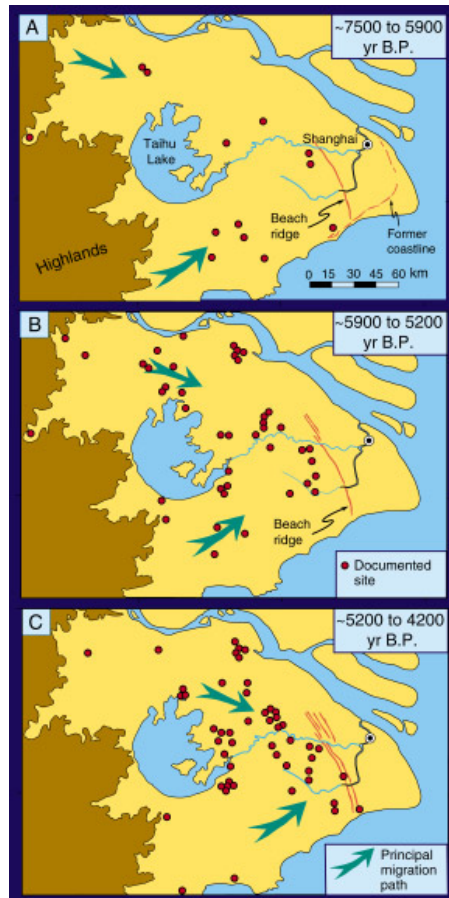 A
~7500 to 5900
yr B.P.
Taihu
Lake
Shanghai
Beach
ridge
Former
coastline
Highlands
0 15 30 45 60 km
B
~5900 to 5200
yr B.P.
Beach
ridge
Documented
site
C
~5200 to 4200
yr B.P.
Principal
migration
path